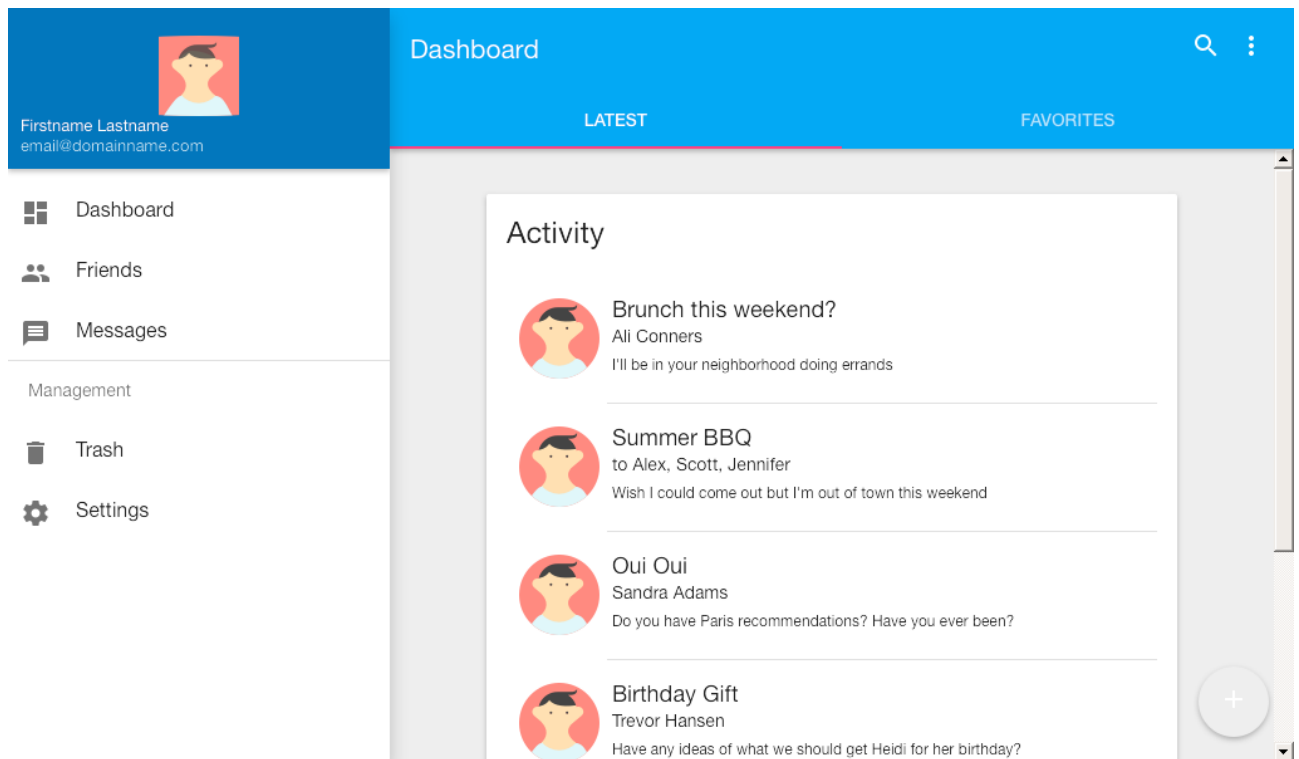 Firstname Lastname
email@domainname.com
Dashboard
Friends
Messages
Management
Trash
Settings
Dashboard
LATEST
FAVORITES
Activity
Brunch this weekend?
Ali Conners
I'll be in your neighborhood doing errands
Summer BBQ
to Alex, Scott, Jennifer
Wish I could come out but I'm out of town this weekend
Oui Oui
Sandra Adams
Do you have Paris recommendations? Have you ever been?
Birthday Gift
Trevor Hansen
Have any ideas of what we should get Heidi for her birthday?